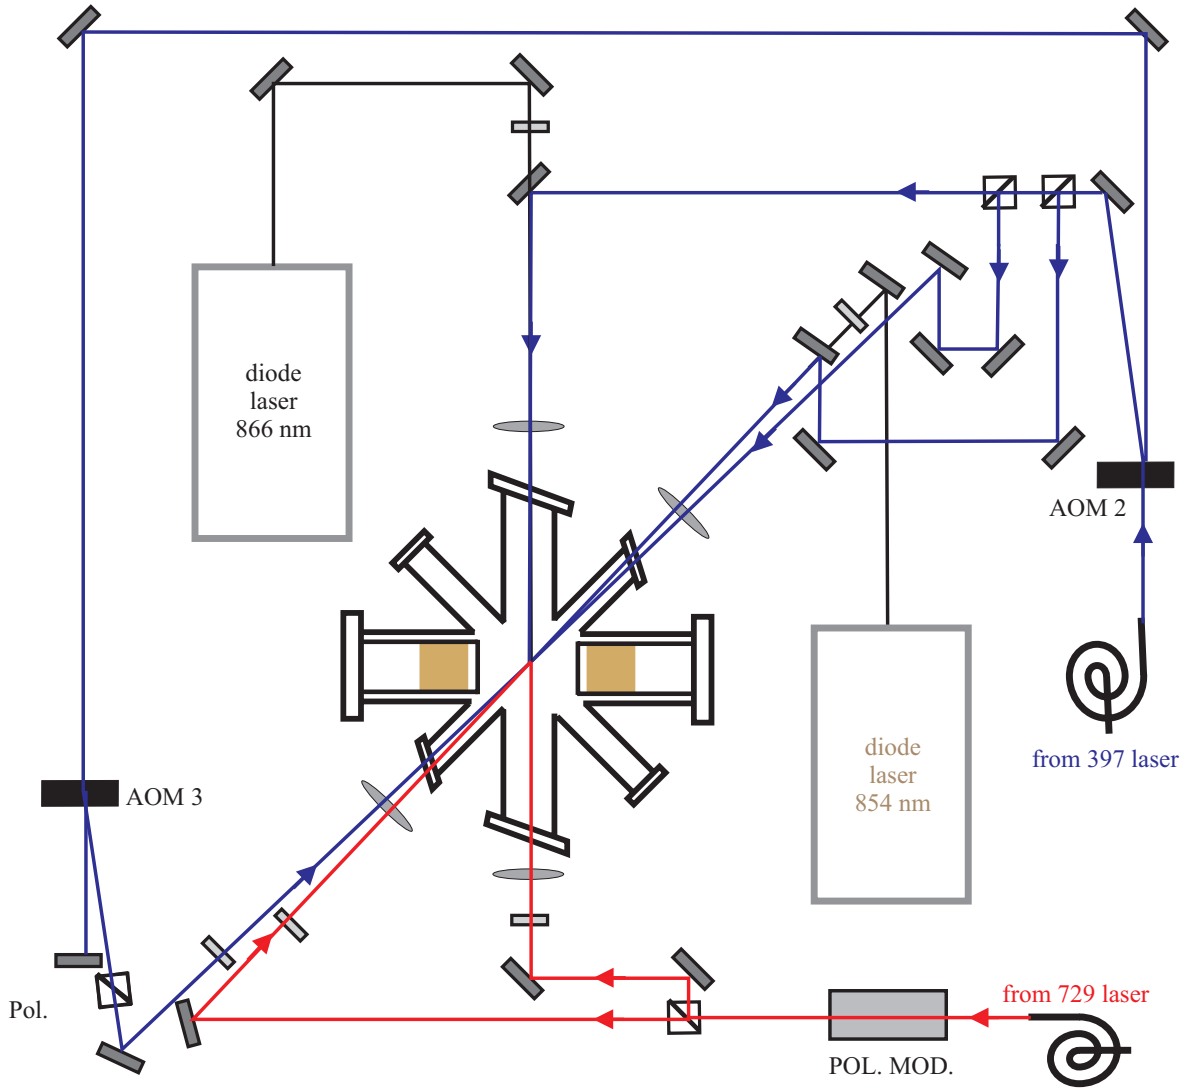 diode
laser
866 nm
AOM 2
from 397 laser
diode
laser
854 nm
AOM 3
Pol.
from 729 laser
POL. MOD.